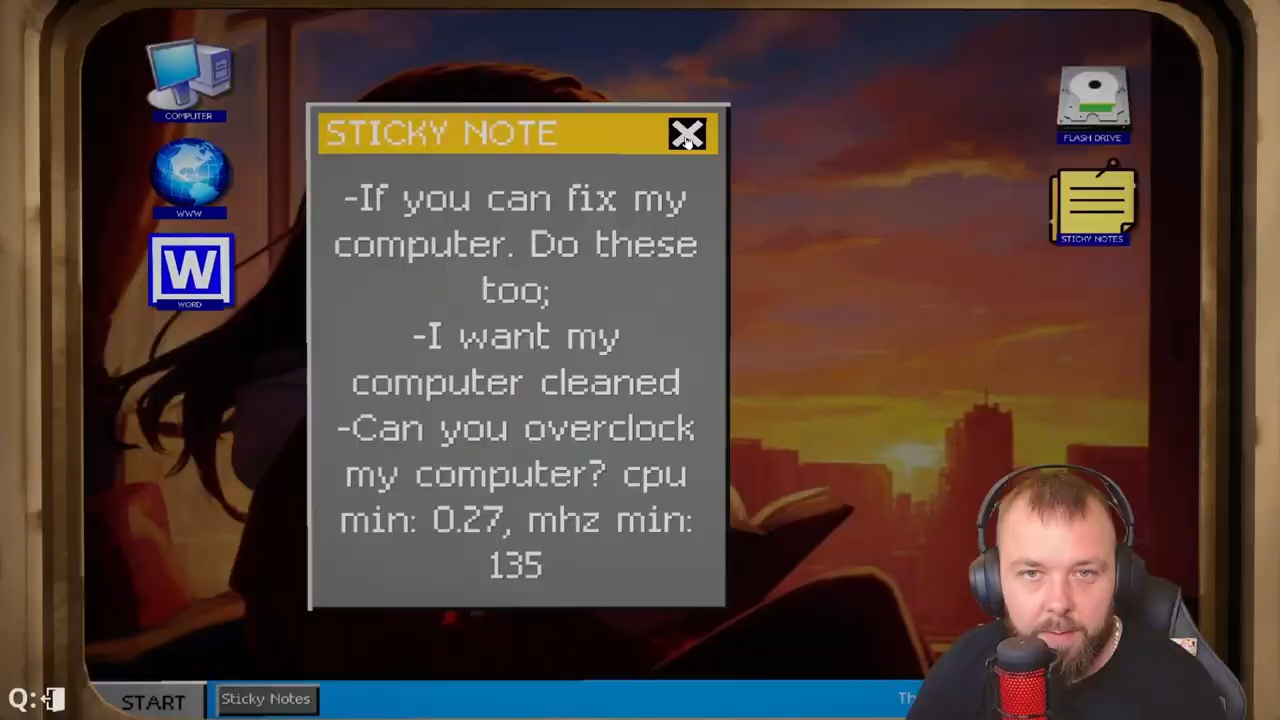 COMPUTER
WWW
W
WORD
FLASH DRIVE
STICKY NOTES
STICKY NOTE
-If you can fix my
computer. Do these
too;
-I want my
computer cleaned
-Can you overclock
my computer? cpu
min: 0.27, mhz min:
135
Q:
START
Sticky Notes